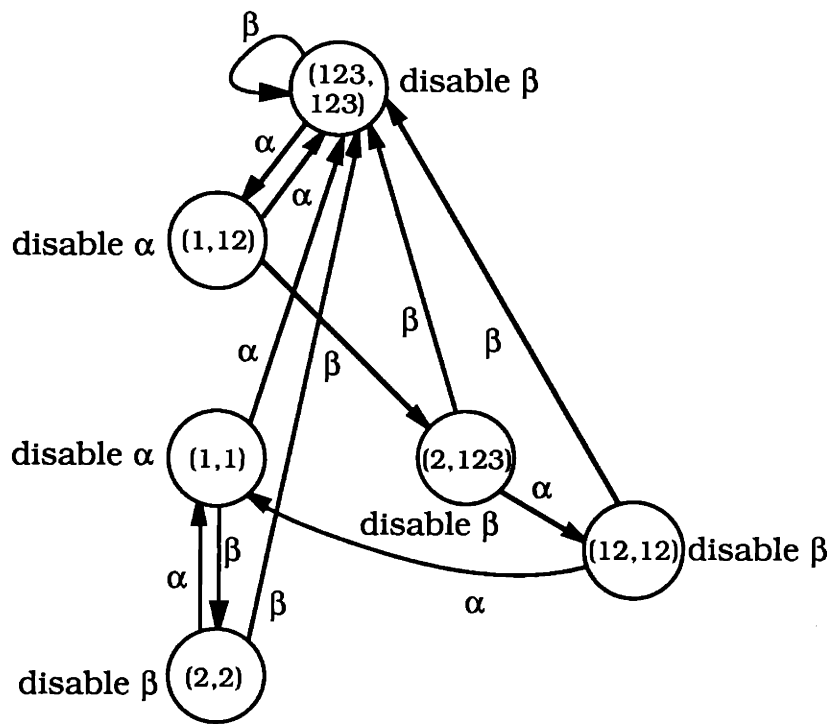 β
(123,
123)
disable β
α
α
disable α
(1,12)
β
β
α
β
disable α
(1,1)
(2,123)
α
disable β
(12,12)
disable β
β
α
α
β
disable β
(2,2)